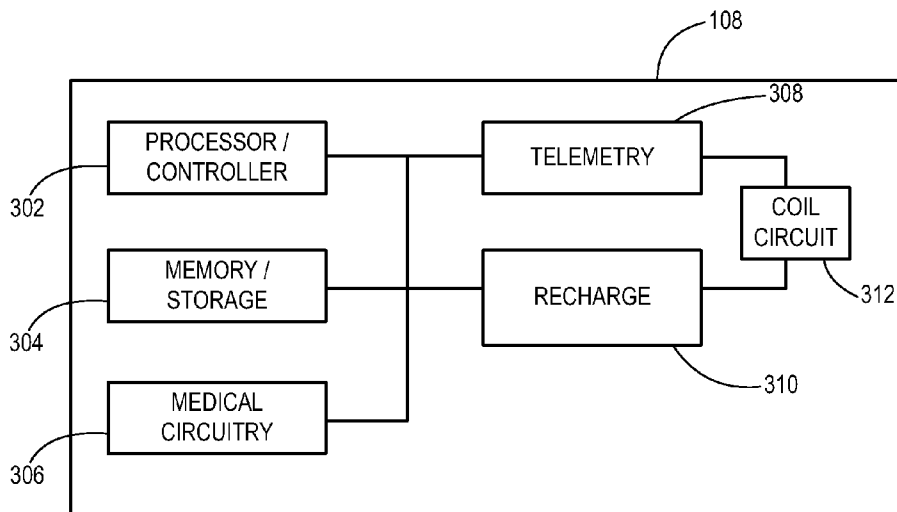 108
308
PROCESSOR /
CONTROLLER
TELEMETRY
302
COIL
CIRCUIT
MEMORY /
STORAGE
RECHARGE
312
304
310
MEDICAL
CIRCUITRY
306